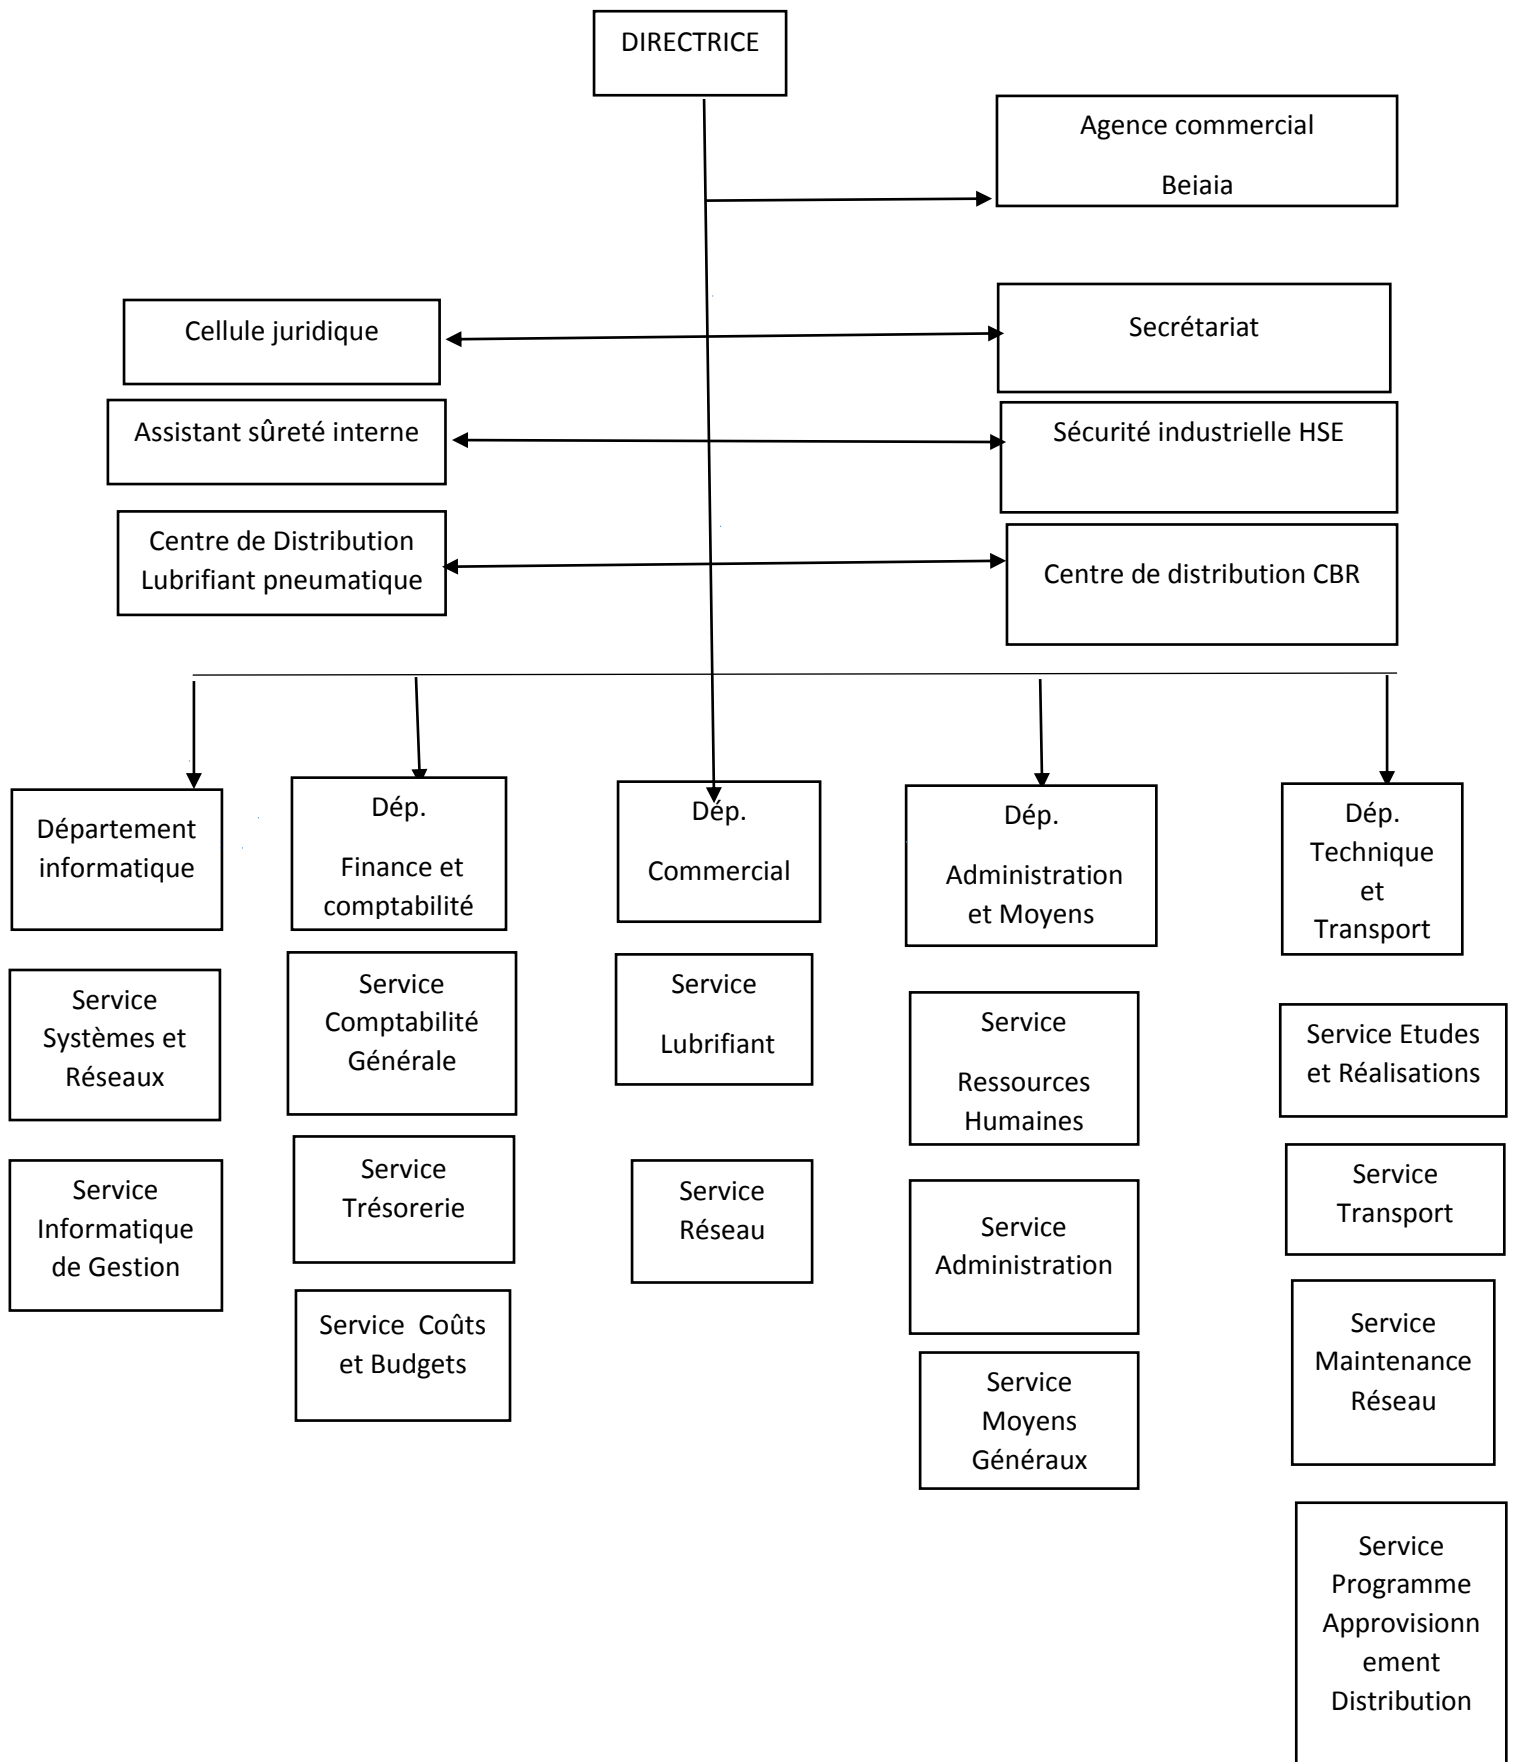 DIRECTRICE
Agence commercial
Bejaia
Cellule juridique
Secrétariat
Assistant sûreté interne
Sécurité industrielle HSE
Centre de Distribution
Lubrifiant pneumatique
Centre de distribution CBR
Département
informatique
Dép.
Finance et
comptabilité
Dép.
Commercial
Dép.
Administration
et Moyens
Dép.
Technique
et
Transport
Service
Systèmes et
Réseaux
Service
Comptabilité
Générale
Service
Lubrifiant
Service
Ressources
Humaines
Service Etudes
et Réalisations
Service
Informatique
de Gestion
Service
Trésorerie
Service
Réseau
Service
Administration
Service
Transport
Service Coûts
et Budgets
Service
Moyens
Généraux
Service
Maintenance
Réseau
Service
Programme
Approvisionn
ement
Distribution